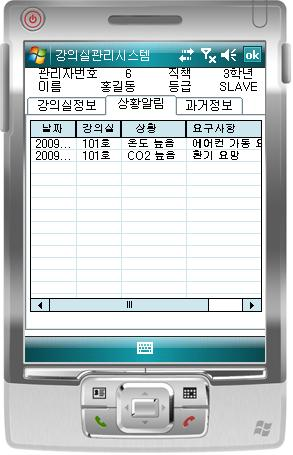 강의실관리시스템 ok
관리자번호 6 직책 3학년
이름 홍길동 등급 SLAVE
강의실정보 상황알림 과거정보
날짜 강의실 상황 요구사항
2009... 101호 온도 높음 에어컨 가동 요
2009... 101호 CO2 높음 환기 요망